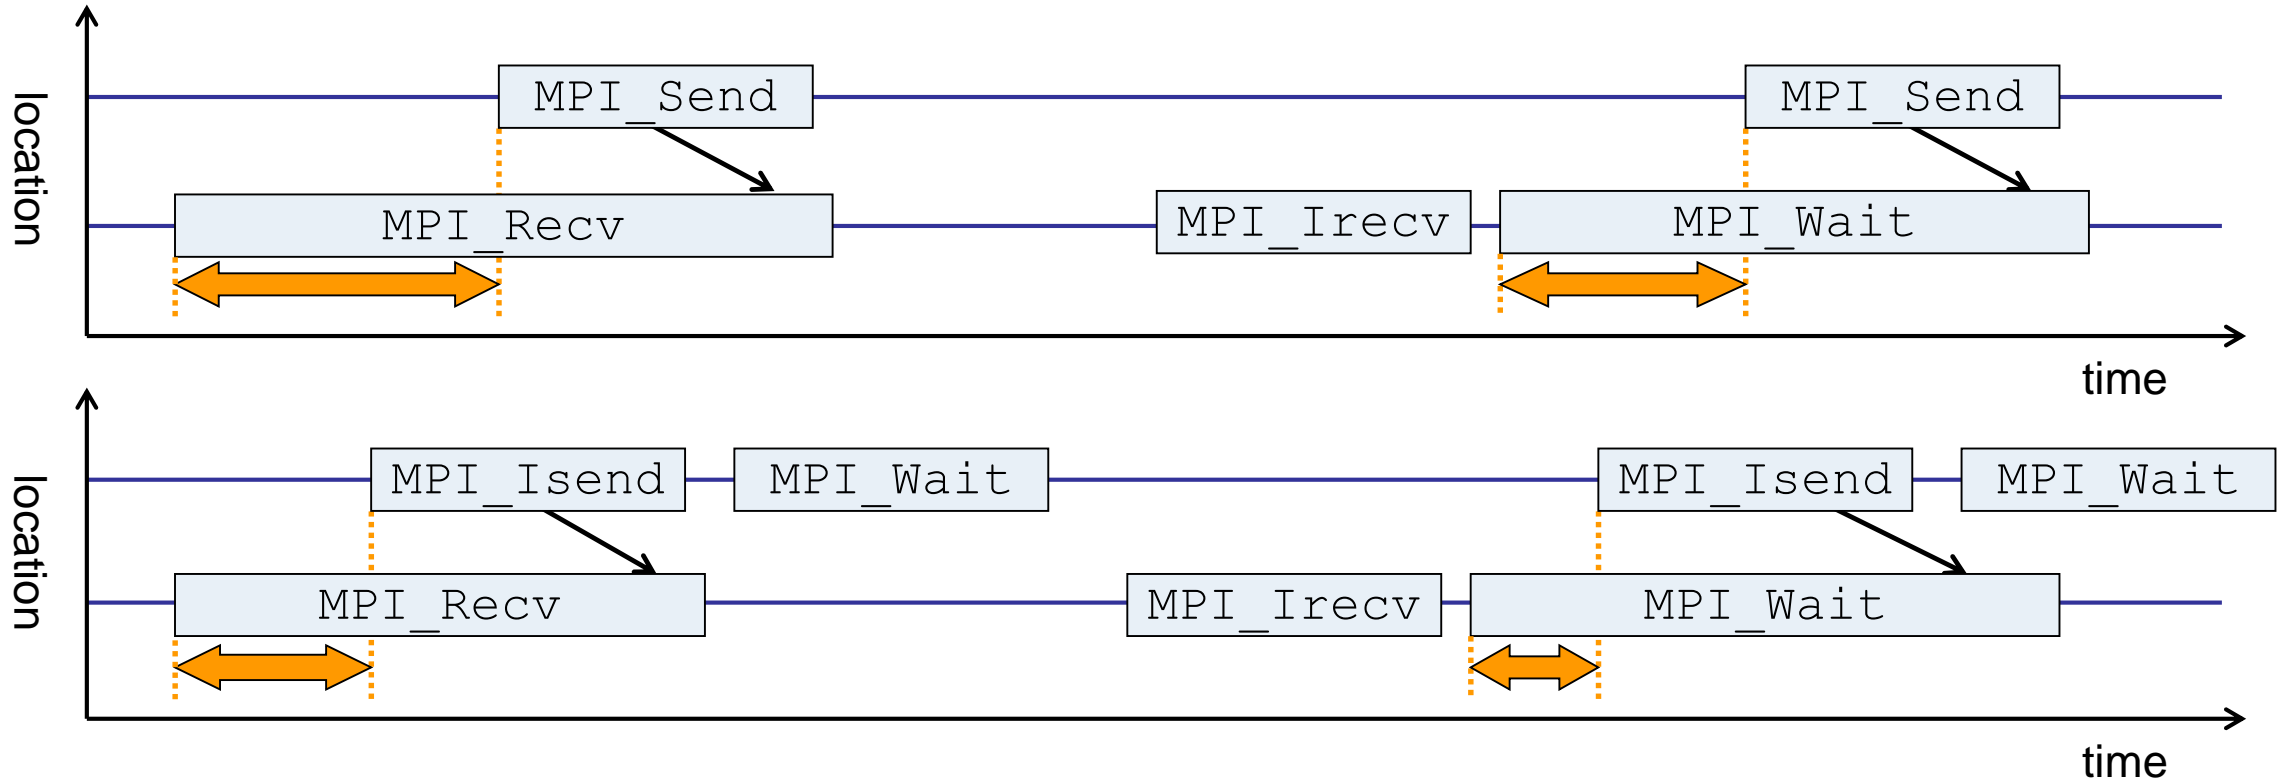 location
MPI_Send
MPI_Send
MPI_Recv
MPI_Irecv
MPI_Wait
time
location
MPI_Isend
MPI_Wait
MPI_Isend
MPI_Wait
MPI_Recv
MPI_Irecv
MPI_Wait
time